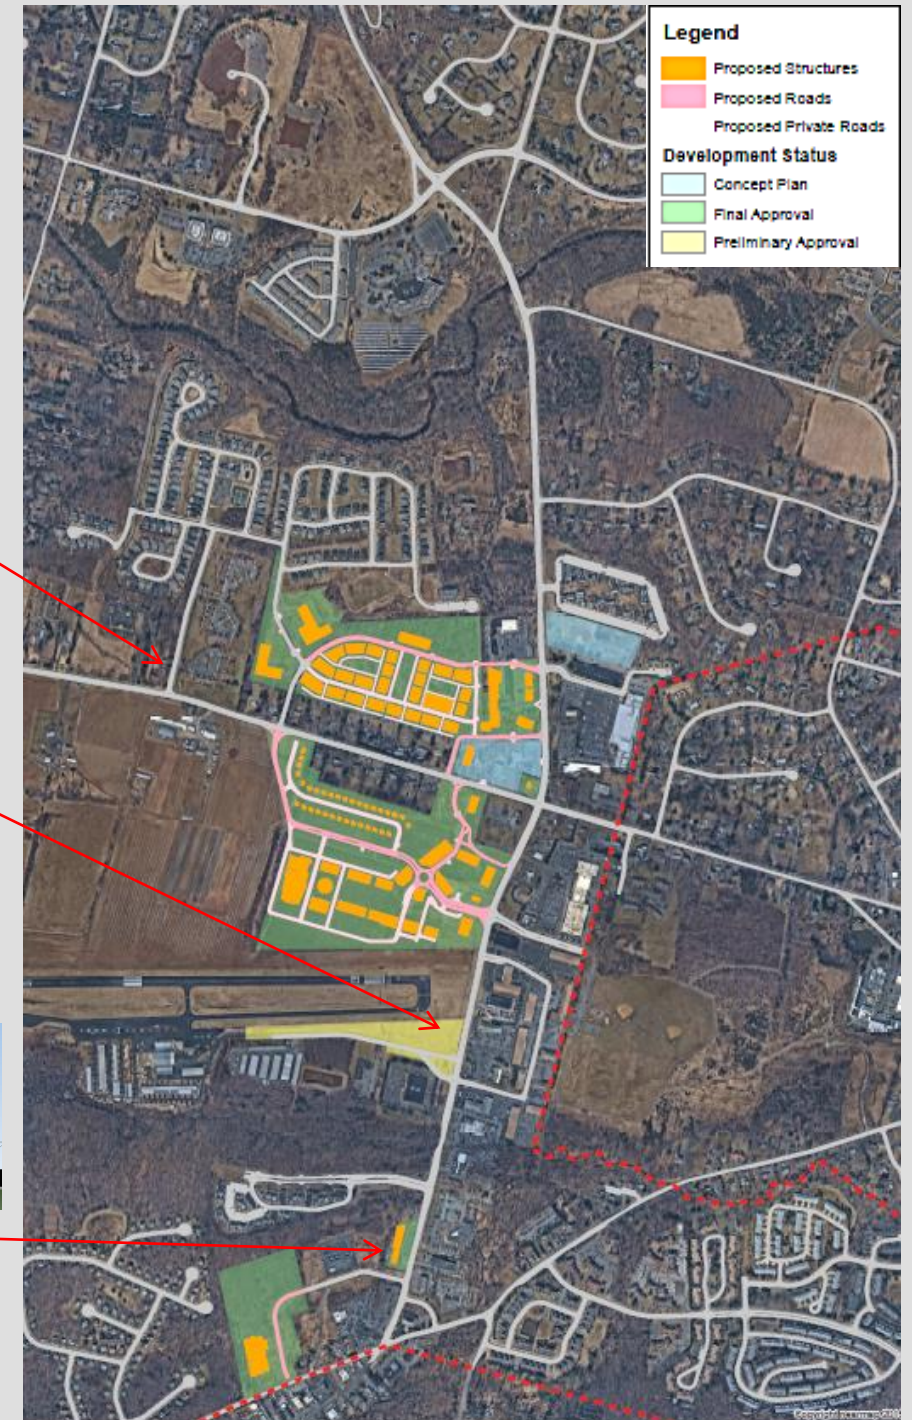 Legend
Proposed Structures
Proposed Roads
Proposed Private Roads
Development Status
Concept Plan
Final Approval
Preliminary Approval